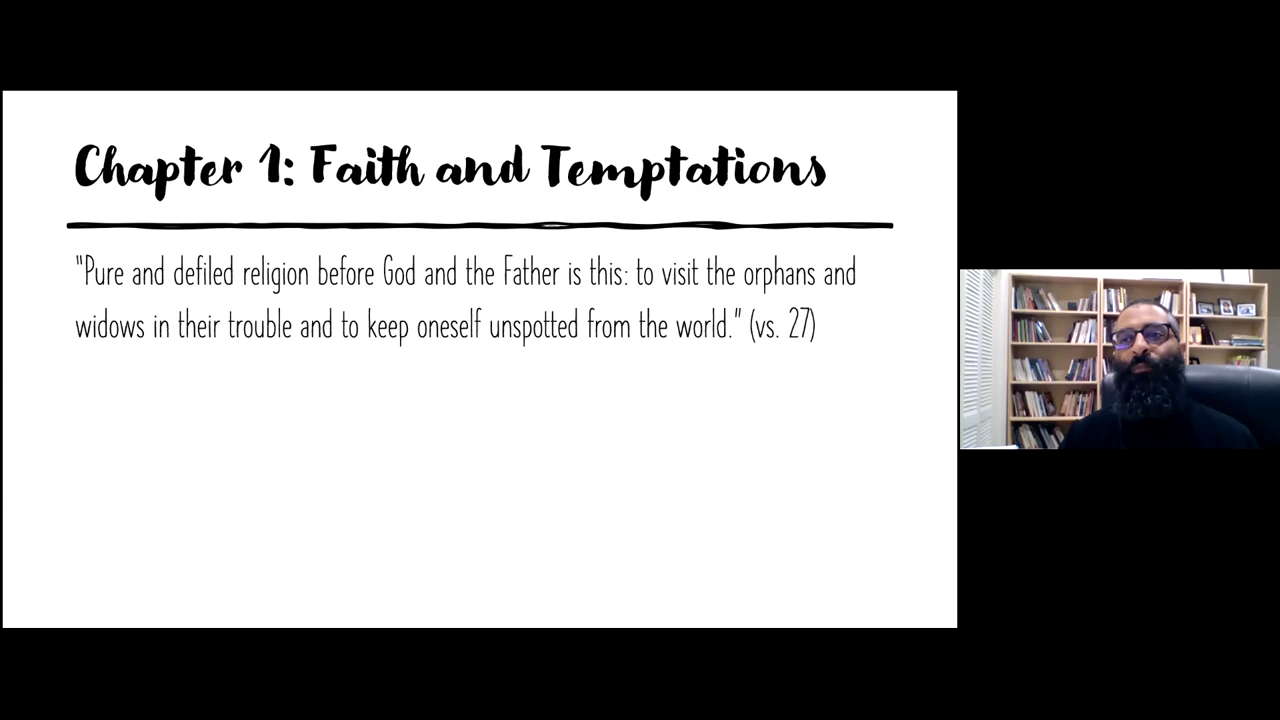 Chapter 1: Faith and Temptations
"Pure and defiled religion before God and the Father is this: to visit the orphans and
widows in their trouble and to keep oneself unspotted from the world." (vs. 27)